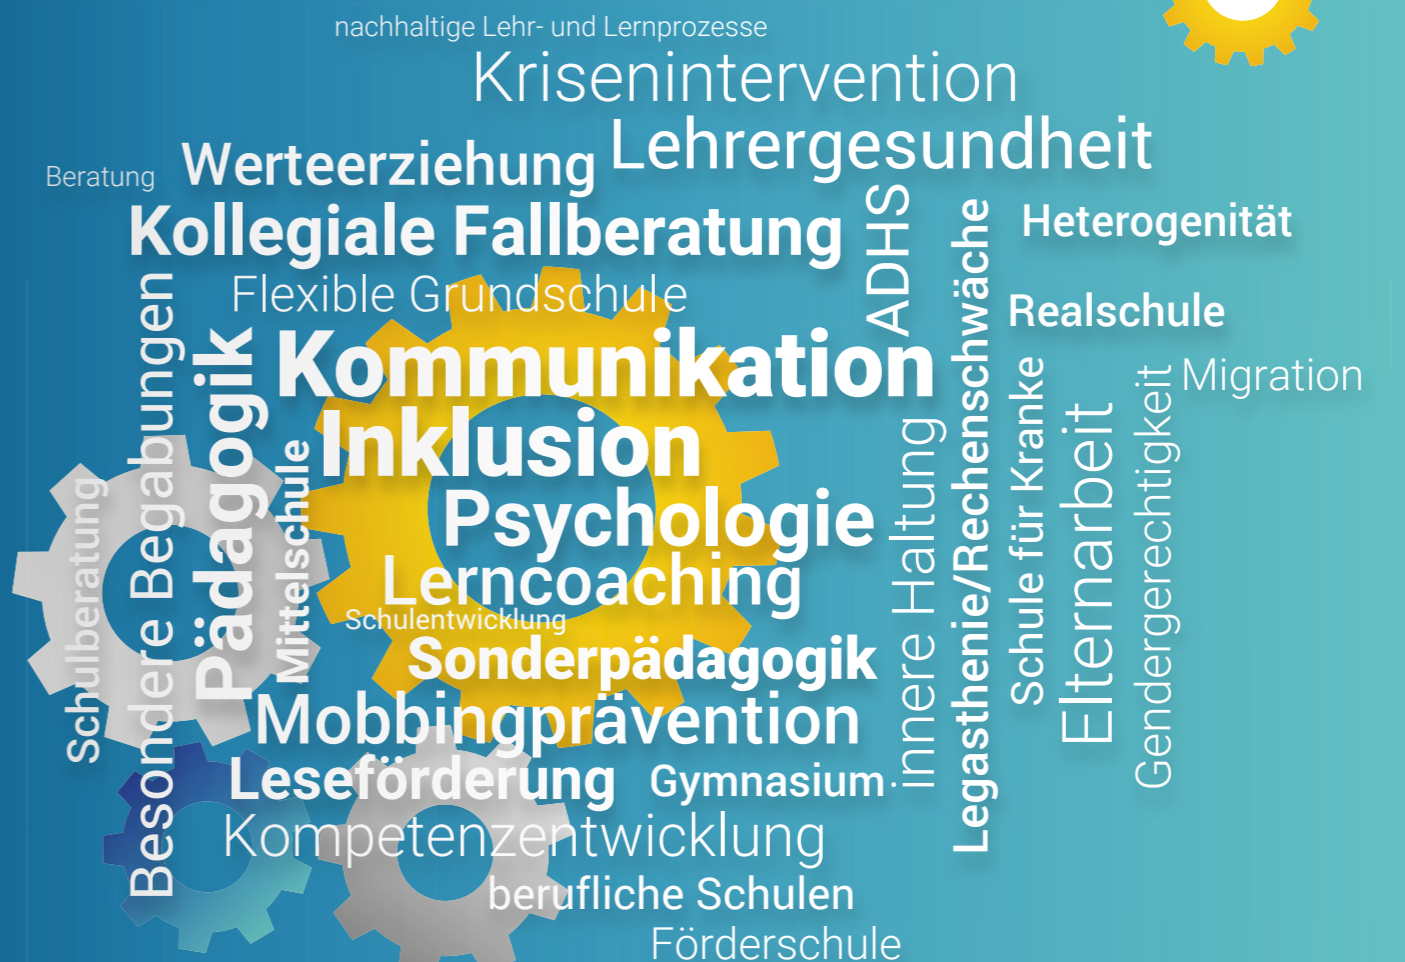 nachhaltige Lehr- und Lernprozesse
Krisenintervention
Lehrergesundheit
Werteerziehung
Beratung
Kollegiale Fallberatung
ADHS
Legasthenie/Rechenschwäche
Heterogenität
Flexible Grundschule
Realschule
Besondere Begabungen
Pädagogik
Kommunikation
Migration
Inklusion
innere Haltung
Schule für Kranke
Elternarbeit
Gendergerechtigkeit
Mittelschule
Schulberatung
Psychologie
Lerncoaching
Schulentwicklung
Sonderpädagogik
Mobbingprävention
Leseförderung
Gymnasium
Kompetenzentwicklung
berufliche Schulen
Förderschule